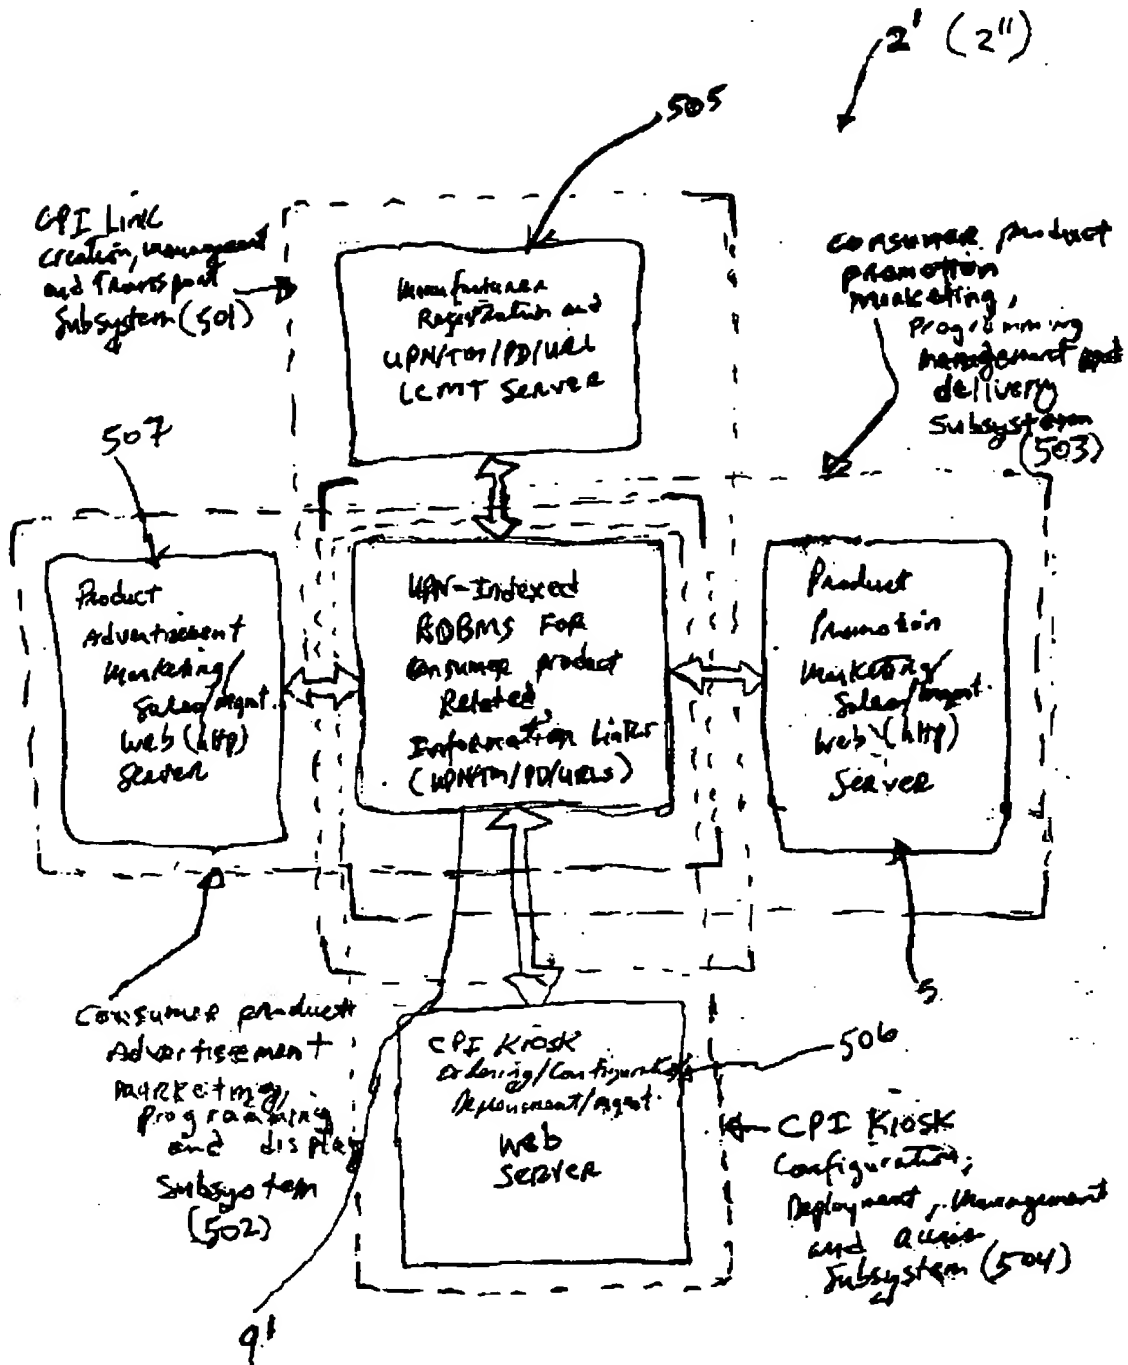 2' (2")
505
CPI Link
Creation, Management
and Transport
Subsystem (501)
Manufacturer
Registration and
UPN/TM/PD/URL
LCMT Server
Consumer product
promotion
marketing,
Programming
management and
delivery
Subsystem
(503)
507
Product
Advertisement
Marketing/
Sales/Mgmt.
Web (http)
Server
UPN-Indexed
RDBMS FOR
Consumer product
Related
Information Links
(UPN/TM/PD/URLs)
Product
Promotion
Marketing/
Sales/Mgmt.
Web (http)
Server
5
Consumer product
Advertisement
marketing,
programming
and display
Subsystem
(502)
CPI Kiosk
Ordering/Configuration
Deployment/Mgmt.
Web
Server
506
CPI Kiosk
Configuration,
Deployment, Management
and
Subsystem (504)
9'